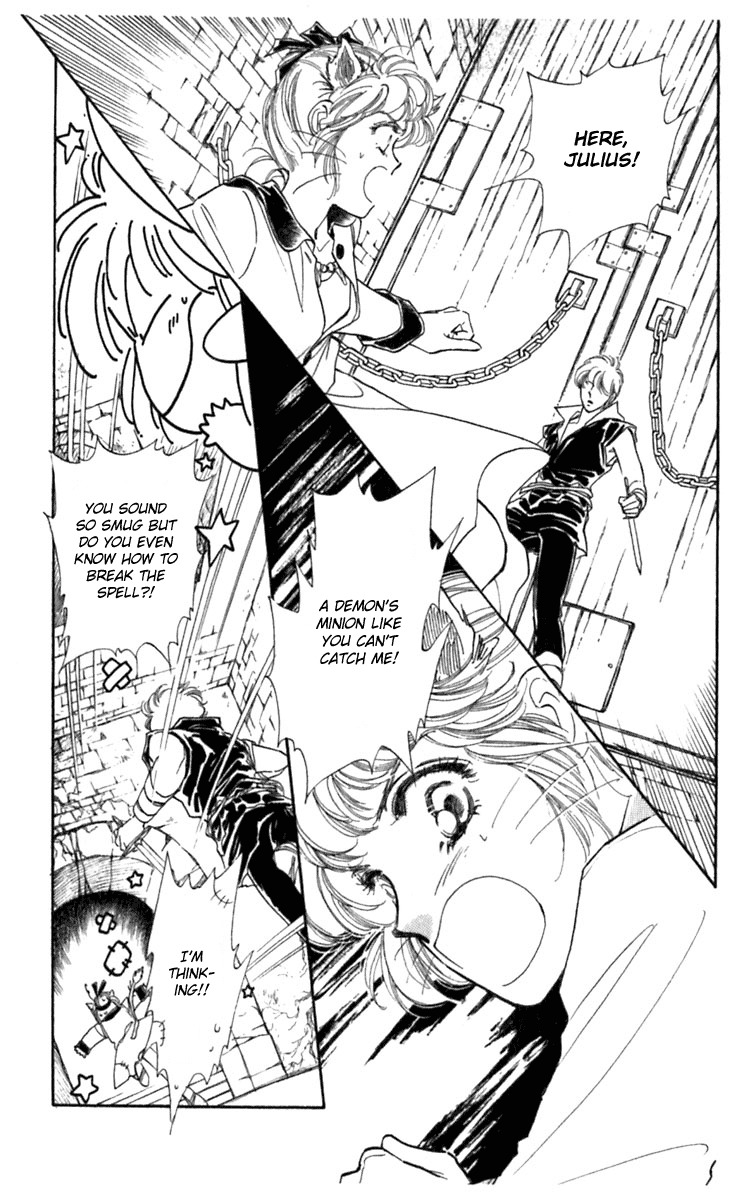 HERE,
JULIUS!
A DEMON'S
MINION LIKE
YOU CAN'T
CATCH ME!
YOU SOUND
SO SMUG BUT
DO YOU EVEN
KNOW HOW TO
BREAK THE
SPELL?!
I'M
THINK-
ING!!